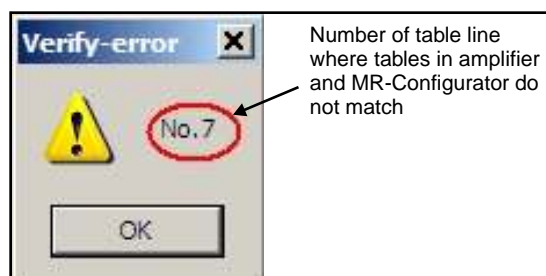 Verify-error
No.7
OK
Number of table line
where tables in amplifier
and MR-Configurator do
not match